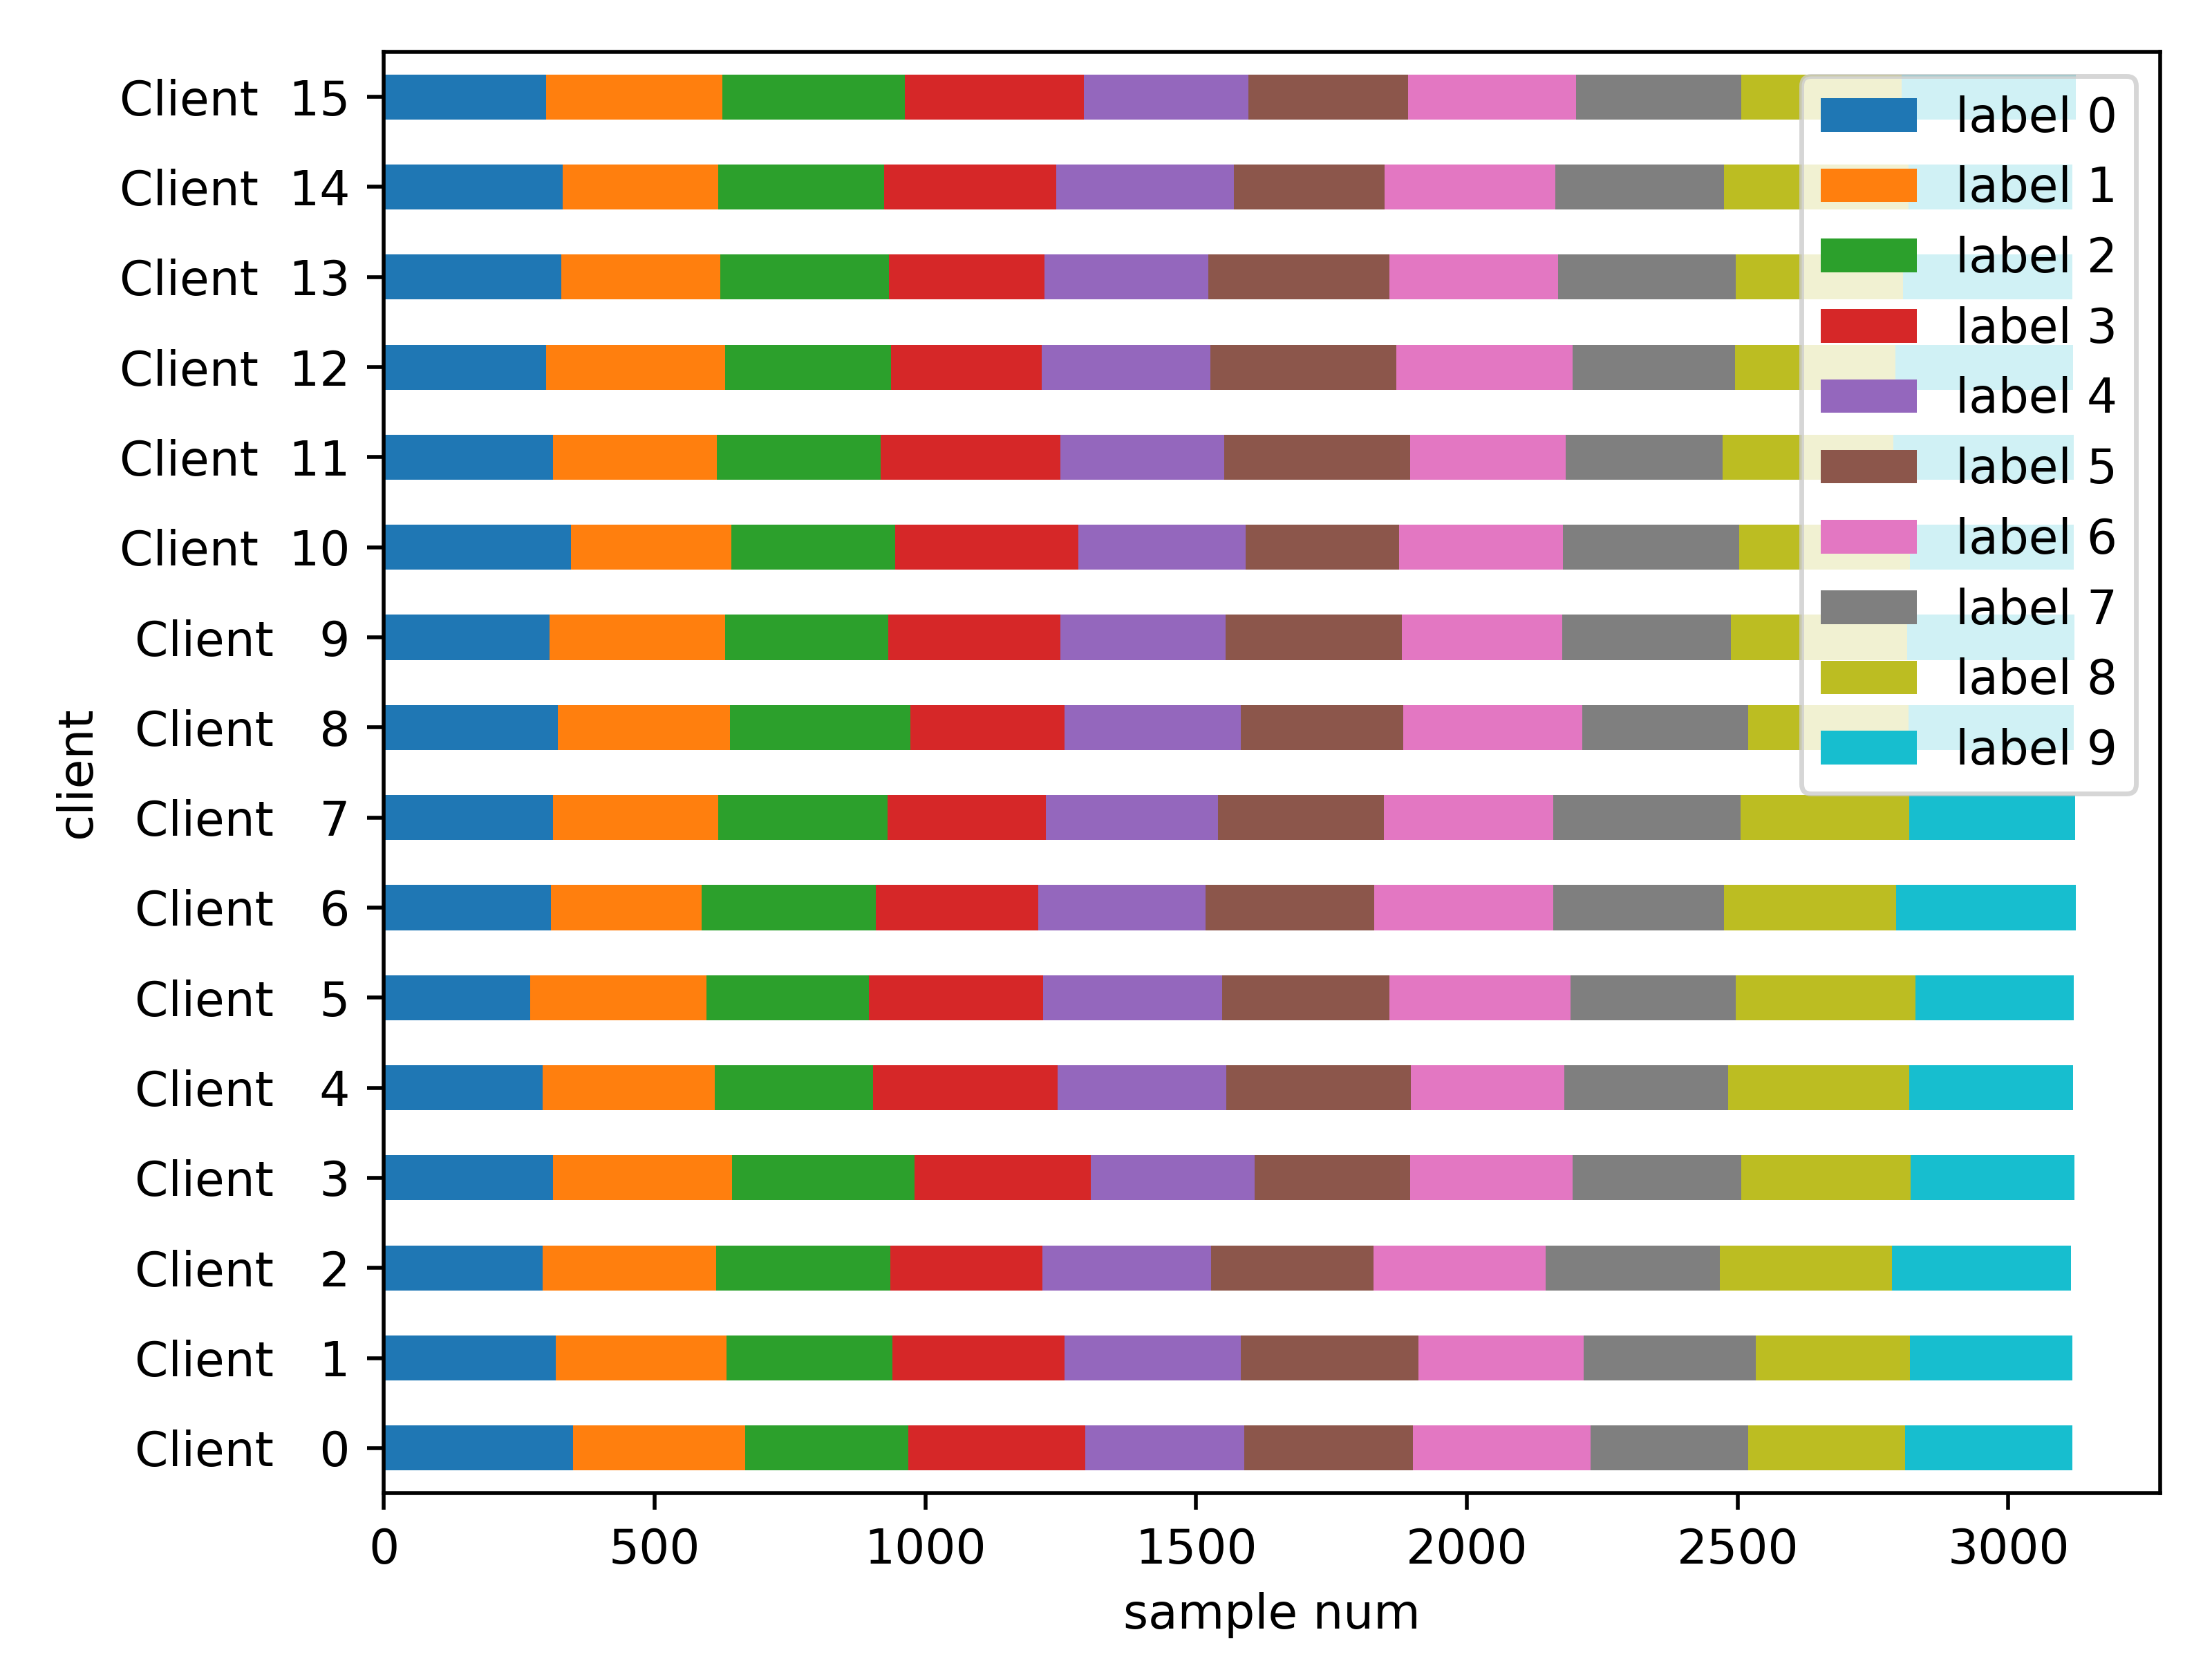 Client 15
Client 14
Client 13
Client 12
Client 11
Client 10
Client 9
Client 8
Client 7
Client 6
Client 5
Client 4
Client 3
Client 2
Client 1
Client 0
client
label 0
label 1
label 2
label 3
label 4
label 5
label 6
label 7
label 8
label 9
0 500 1000 1500 2000 2500 3000
sample num